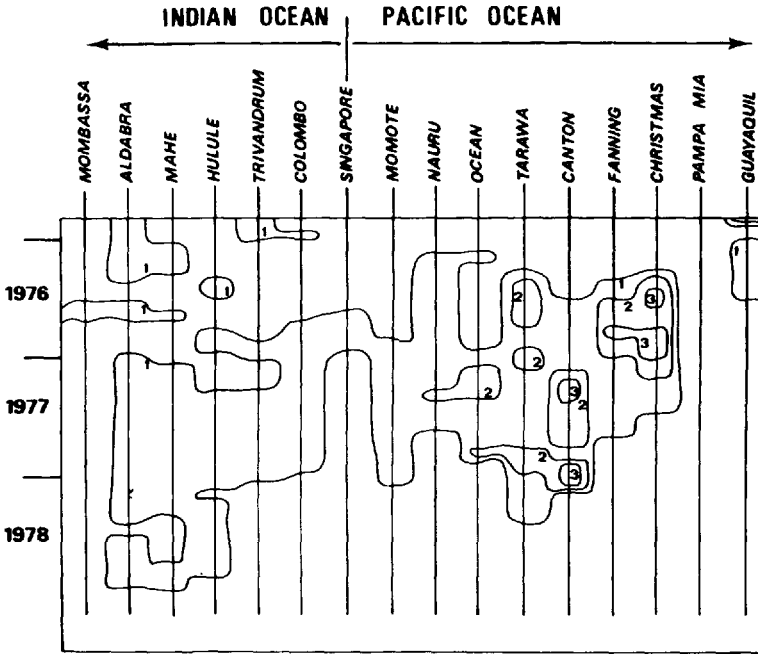 INDIAN OCEAN PACIFIC OCEAN
MOMBASSA
ALDABRA
MAHE
HULULE
TRIVANDRUM
COLOMBO
SINGAPORE
MOMOTE
NAURU
OCEAN
TARAWA
CANTON
FANNING
CHRISTMAS
PAMPA MIA
GUAYAQUIL
1
1
1
1
1976
1
2
1
2
3
1
3
1
2
2
3
2
1977
2
3
1978